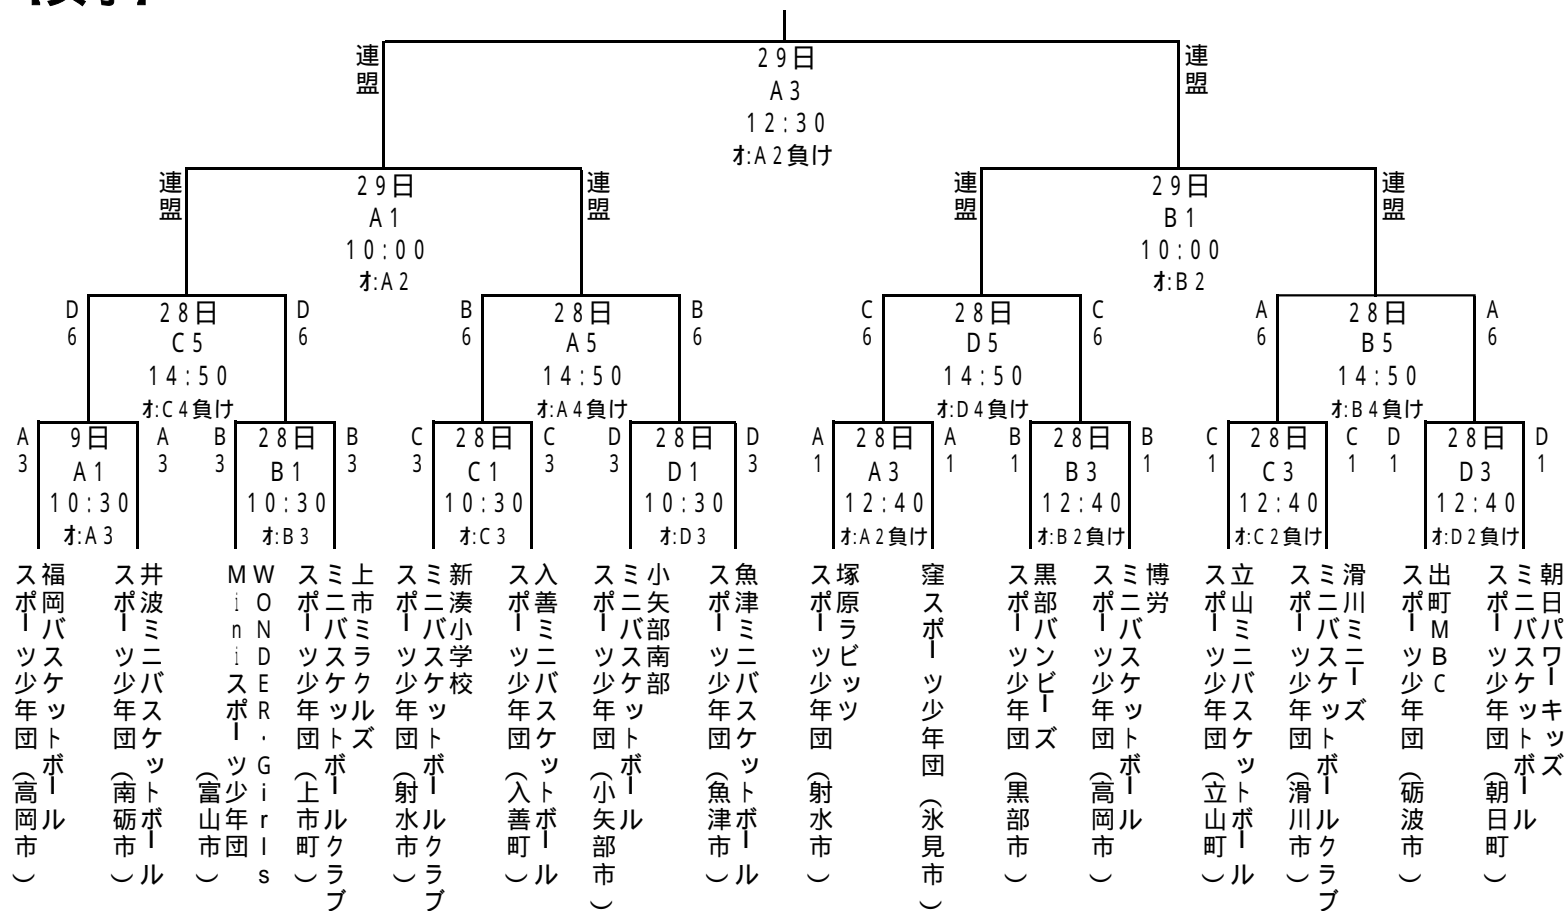 連盟
29日
A3
12:30
オ:A2負け
連盟
連盟
29日
A1
10:00
オ:A2
連盟
連盟
29日
B1
10:00
オ:B2
連盟
D6
28日
C5
14:50
オ:C4負け
D6
B6
28日
A5
14:50
オ:A4負け
B6
C6
28日
D5
14:50
オ:D4負け
C6
A6
28日
B5
14:50
オ:B4負け
A6
A3
9日
A1
10:30
オ:A3
A3
B3
28日
B1
10:30
オ:B3
B3
C3
28日
C1
10:30
オ:C3
C3
D3
28日
D1
10:30
オ:D3
D3
A1
28日
A3
12:40
オ:A2負け
A1
B1
28日
B3
12:40
オ:B2負け
B1
C1
28日
C3
12:40
オ:C2負け
C1
D1
28日
D3
12:40
オ:D2負け
D1
福岡バスケットボール
スポーツ少年団(高岡市)
井波ミニバスケットボール
スポーツ少年団(南砺市)
WONDER,Girls
Miniスポーツ少年団
(富山市)
上市ミラクルズ
ミニバスケットボールクラブ
スポーツ少年団(上市町)
新湊小学校
ミニバスケットボールクラブ
スポーツ少年団(射水市)
入善ミニバスケットボール
スポーツ少年団(入善町)
小矢部南部
ミニバスケットボール
スポーツ少年団(小矢部市)
魚津ミニバスケットボール
スポーツ少年団(魚津市)
塚原ラビッツ
スポーツ少年団(射水市)
窪スポーツ少年団(氷見市)
黒部バンビーズ
スポーツ少年団(黒部市)
博労
ミニバスケットボール
スポーツ少年団(高岡市)
立山ミニバスケットボール
スポーツ少年団(立山町)
滑川ミニーズ
ミニバスケットボールクラブ
スポーツ少年団(滑川市)
出町MBC
スポーツ少年団(砺波市)
朝日パワーキッズ
ミニバスケットボール
スポーツ少年団(朝日町)